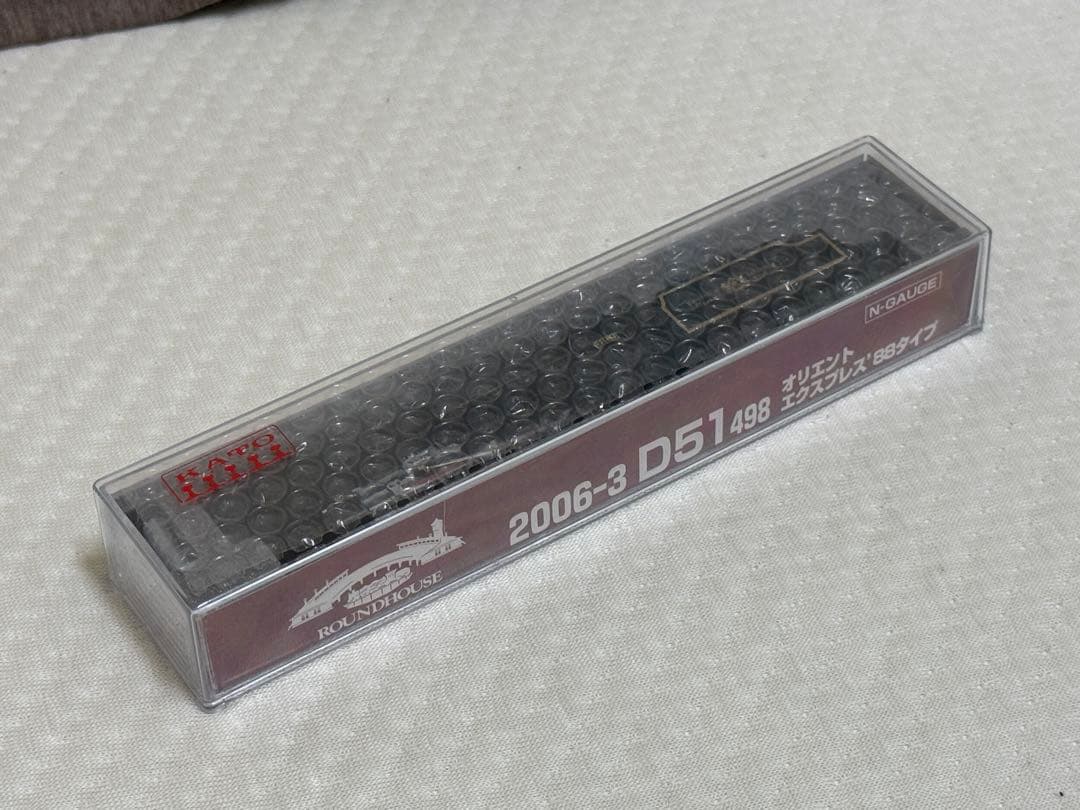 KATO
N-GAUGE
2006-3 D51 498 オリエント
エクスプレス'88タイプ
ROUNDHOUSE